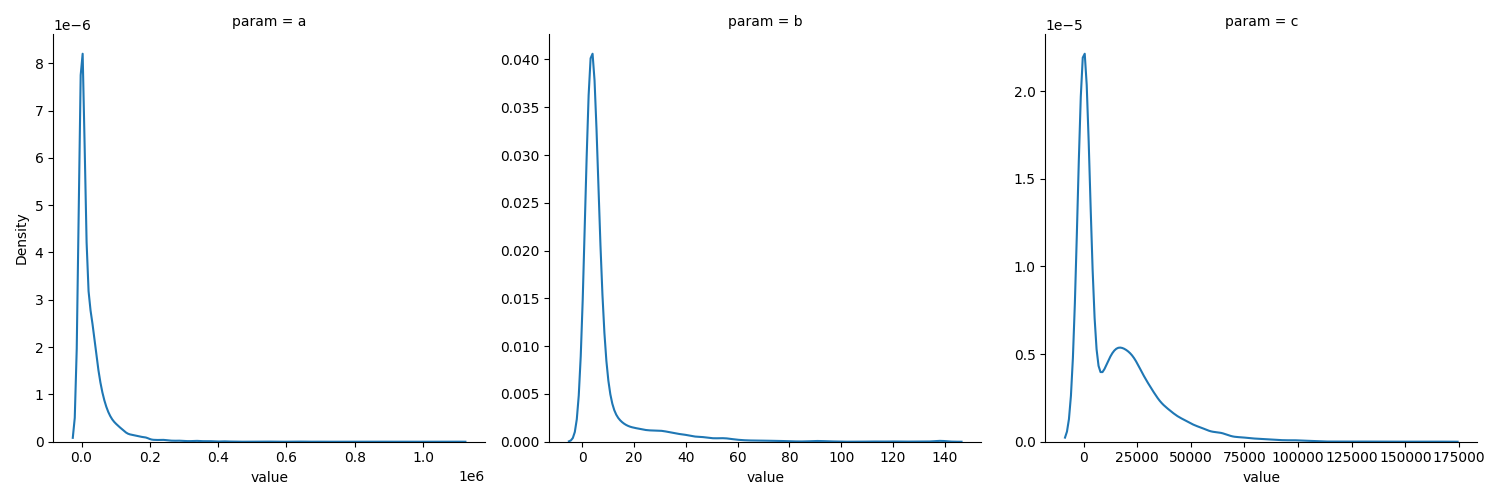 param = a
1e−6
8
7
6
5
4
3
2
1
0
Density
0.0 0.2 0.4 0.6 0.8 1.0
value
1e6
param = b
0.040
0.035
0.030
0.025
0.020
0.015
0.010
0.005
0.000
0 20 40 60 80 100 120 140
value
param = c
1e−5
2.0
1.5
1.0
0.5
0.0
0 25000 50000 75000 100000 125000 150000 175000
value